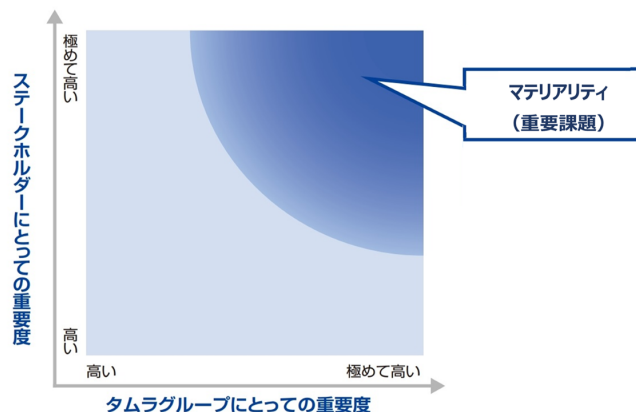 ステークホルダーにとっての重要度
極めて高い
高い
マテリアリティ
（重要課題）
高い
極めて高い
タムラグループにとっての重要度